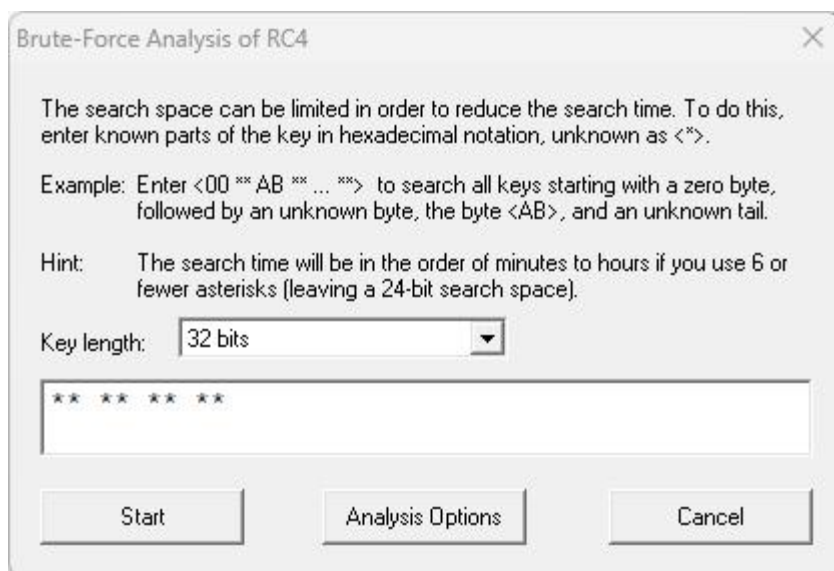 Brute-Force Analysis of RC4
The search space can be limited in order to reduce the search time. To do this,
enter known parts of the key in hexadecimal notation, unknown as <*>.
Example: Enter <00 ** AB ** ... **> to search all keys starting with a zero byte,
followed by an unknown byte, the byte <AB>, and an unknown tail.
Hint: The search time will be in the order of minutes to hours if you use 6 or
fewer asterisks (leaving a 24-bit search space).
Key length: 32 bits
** ** ** **
Start Analysis Options Cancel